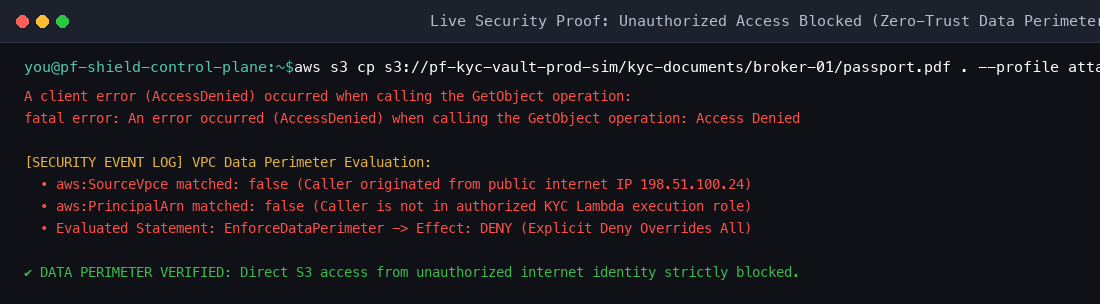 Live Security Proof: Unauthorized Access Blocked (Zero-Trust Data Perimeter
you@pf-shield-control-plane:~$aws s3 cp s3://pf-kyc-vault-prod-sim/kyc-documents/broker-01/passport.pdf . --profile atta
A client error (AccessDenied) occurred when calling the GetObject operation:
fatal error: An error occurred (AccessDenied) when calling the GetObject operation: Access Denied
[SECURITY EVENT LOG] VPC Data Perimeter Evaluation:
• aws:SourceVpce matched: false (Caller originated from public internet IP 198.51.100.24)
• aws:PrincipalArn matched: false (Caller is not in authorized KYC Lambda execution role)
• Evaluated Statement: EnforceDataPerimeter -> Effect: DENY (Explicit Deny Overrides All)
✔ DATA PERIMETER VERIFIED: Direct S3 access from unauthorized internet identity strictly blocked.